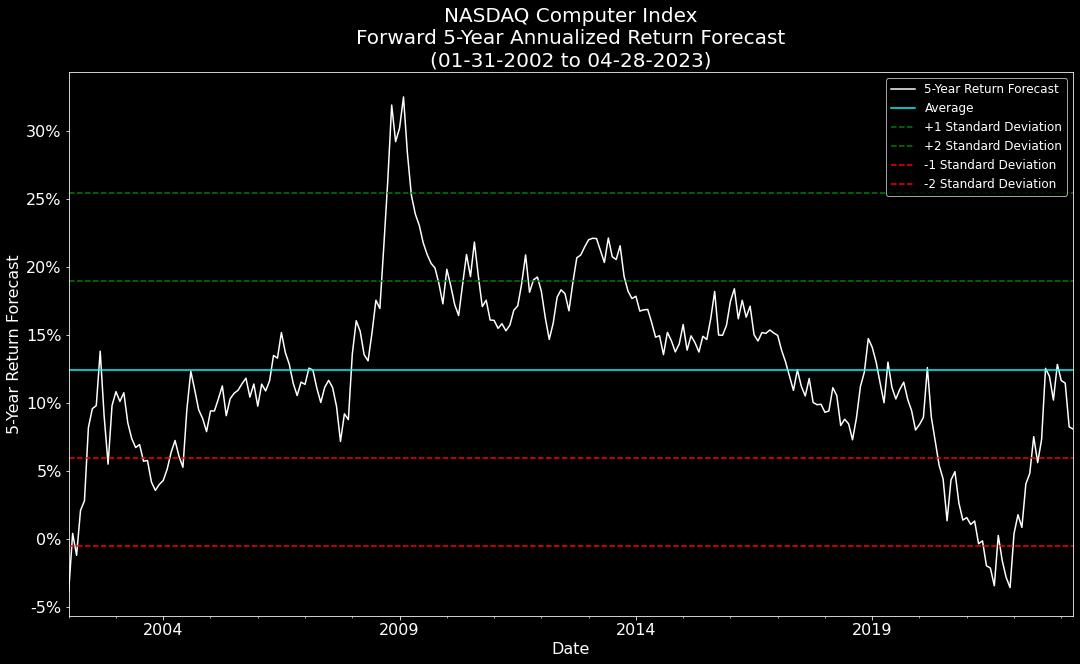 NASDAQ Computer Index
Forward 5-Year Annualized Return Forecast
(01-31-2002 to 04-28-2023)
5-Year Return Forecast
Average
+1 Standard Deviation
+2 Standard Deviation
-1 Standard Deviation
-2 Standard Deviation
30%
25%
20%
15%
10%
5%
0%
-5%
5-Year Return Forecast
2004
2009
2014
2019
Date